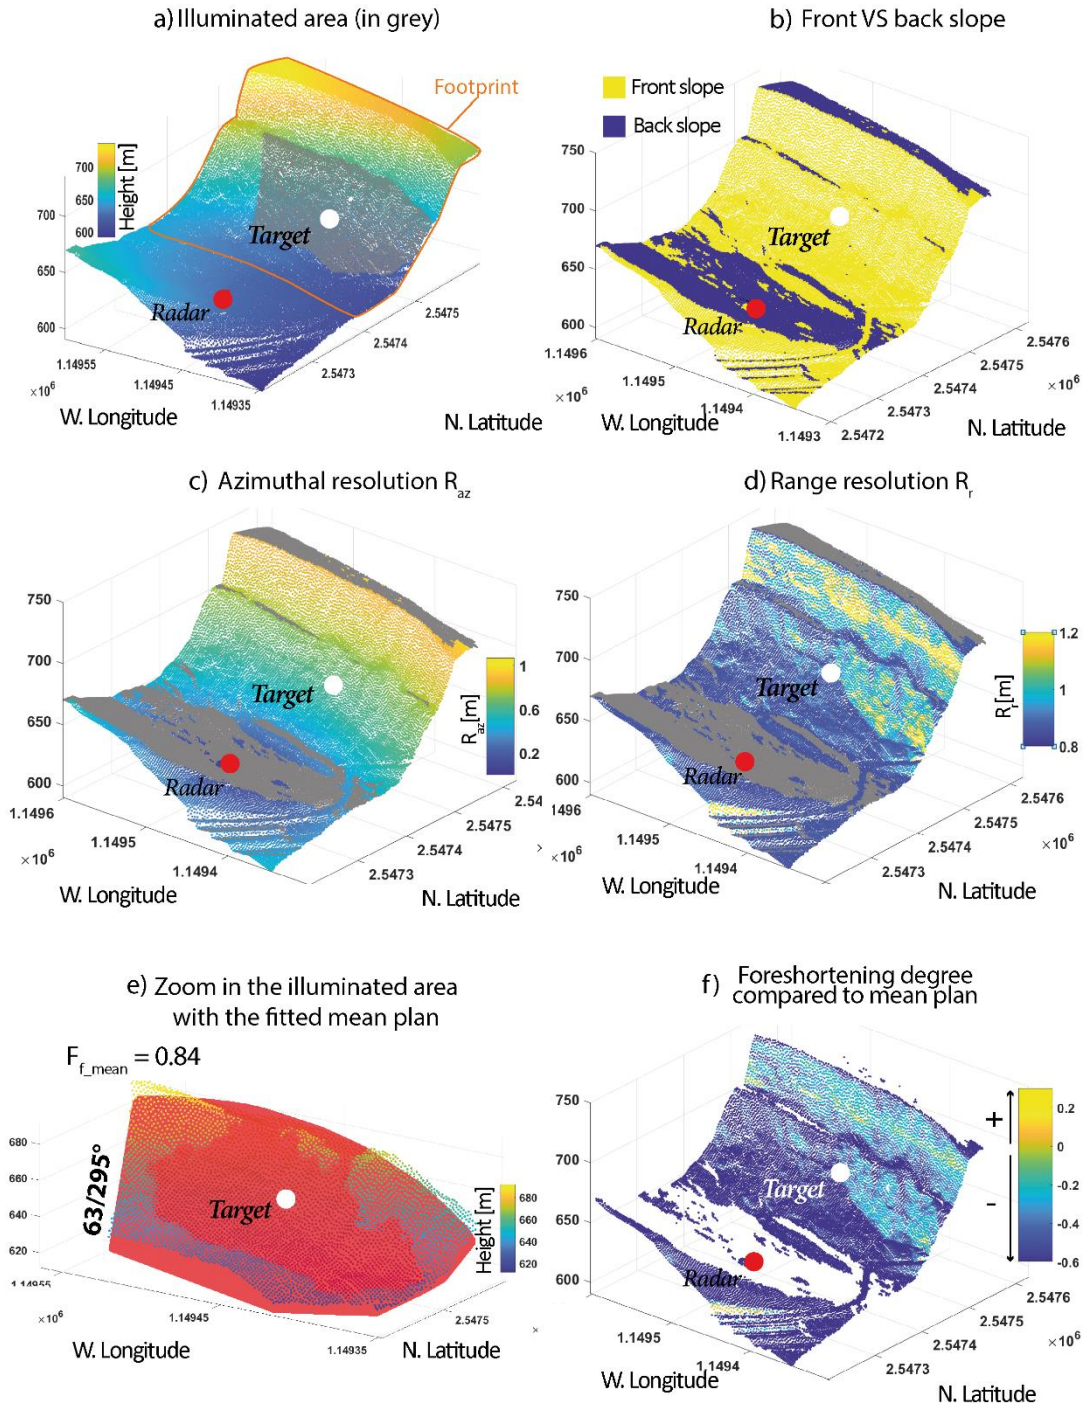 a) Illuminated area (in grey)
Footprint
Height [m]
700
650
600
700
650
600
Target
Radar
1.14955
1.14945
1.14935
×10⁶
2.5475
2.5474
2.5473
W. Longitude
N. Latitude
b) Front VS back slope
Front slope
Back slope
750
700
650
600
Target
Radar
1.1496
1.1495
1.1494
1.1493
×10⁶
2.5476
2.5475
2.5474
2.5473
2.5472
×10⁶
W. Longitude
N. Latitude
c) Azimuthal resolution R_az
750
700
650
600
Target
Radar
1
0.6
0.2
R_az[m]
1.1496
1.1495
1.1494
×10⁶
2.54
2.5475
2.5474
2.5473
W. Longitude
N. Latitude
d) Range resolution R_r
750
700
650
600
Target
Radar
1.2
1
0.8
R_r[m]
1496
1.1495
1.1494
×10⁶
2.5476
2.5475
2.5474
2.5473
×10⁶
W. Longitude
N. Latitude
e) Zoom in the illuminated area
with the fitted mean plan
F_f_mean = 0.84
63/295°
680
660
640
620
Target
Height [m]
680
660
640
620
1.14955
1.14945
1.14935
×10⁶
2.5475
W. Longitude
N. Latitude
f) Foreshortening degree
compared to mean plan
750
700
650
600
Target
Radar
+
-
0.2
0
-0.2
-0.4
-0.6
1.1495
1.1494
×10⁶
2.5476
2.5475
2.5474
2.5473
×10⁶
W. Longitude
N. Latitude